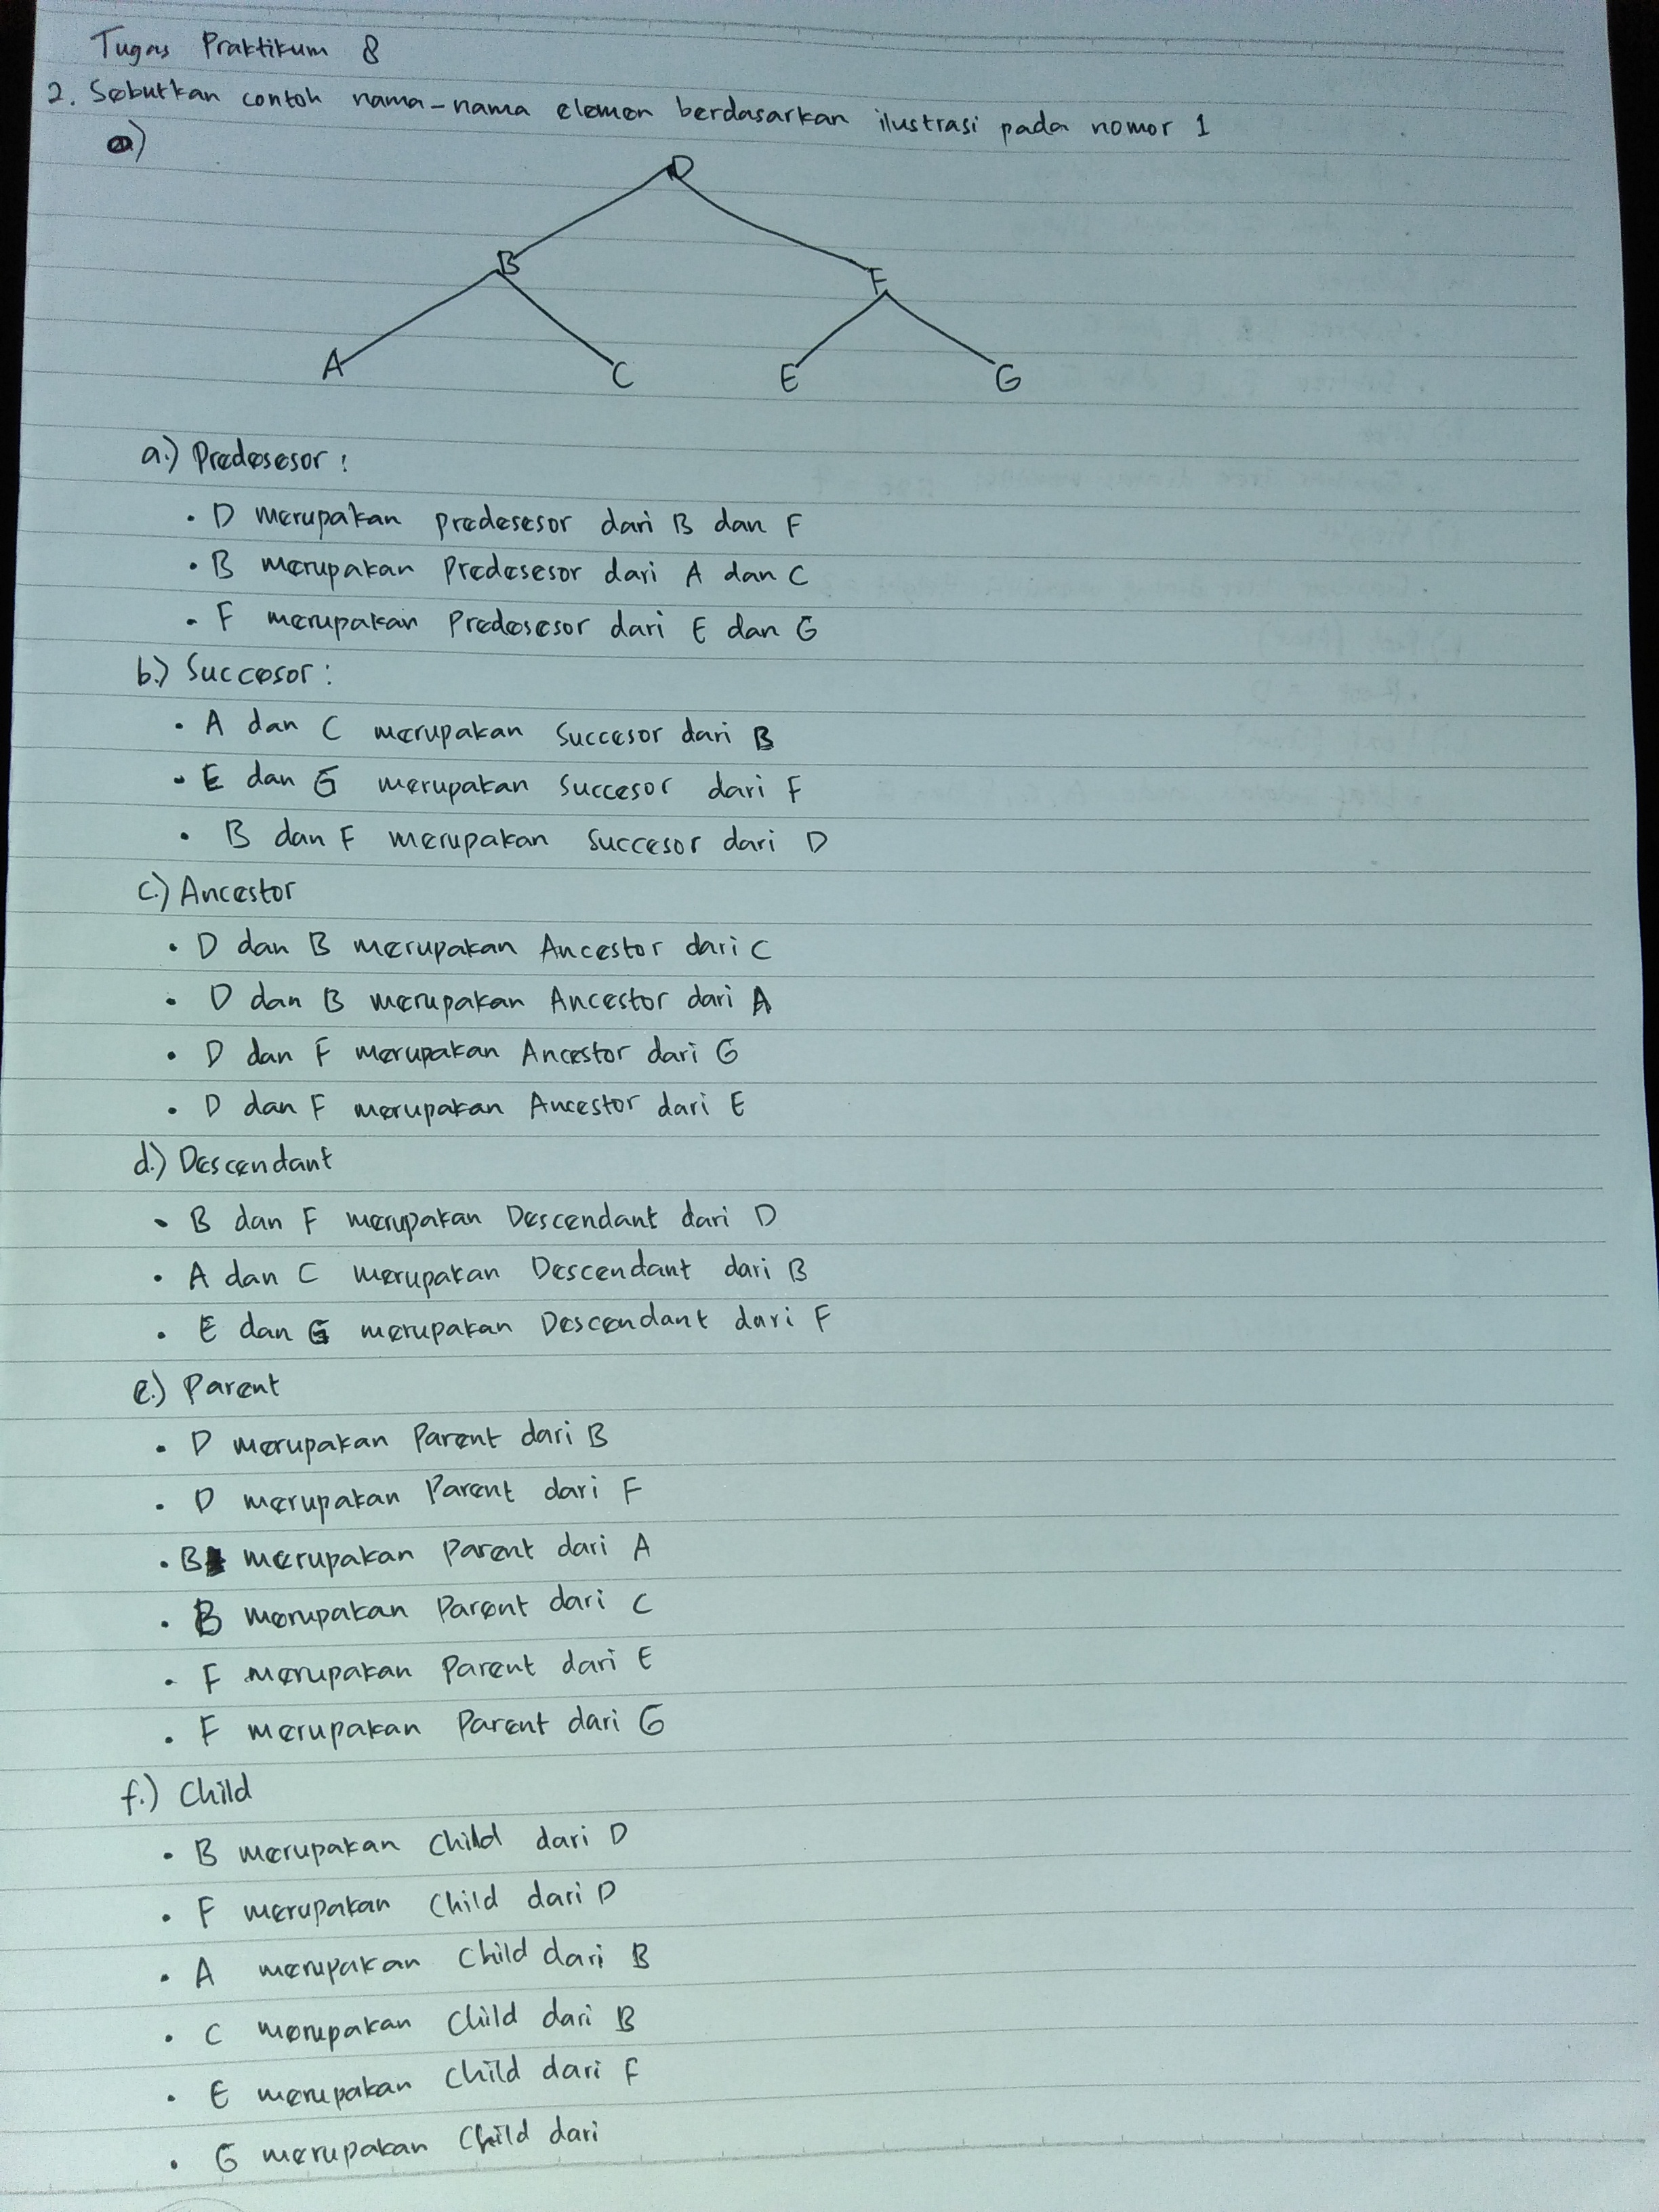 Tugas Praktikum 8
2. Sebutkan contoh nama-nama elemen berdasarkan ilustrasi pada nomor 1
a)
D
B F
A C E G
a.) Predesesor :
• D merupakan predesesor dari B dan F
• B merupakan Predesesor dari A dan C
• F merupakan Predesesor dari E dan G
b.) Succesor :
• A dan C merupakan Succesor dari B
• E dan G merupakan Succesor dari F
• B dan F merupakan Succesor dari D
c.) Ancestor
• D dan B merupakan Ancestor dari C
• D dan B merupakan Ancestor dari A
• D dan F merupakan Ancestor dari G
• D dan F merupakan Ancestor dari E
d.) Descendant
• B dan F merupakan Descendant dari D
• A dan C merupakan Descendant dari B
• E dan G merupakan Descendant dari F
e.) Parent
• D merupakan Parent dari B
• D merupakan Parent dari F
• B merupakan Parent dari A
• B merupakan Parent dari C
• F merupakan Parent dari E
• F merupakan Parent dari G
f.) Child
• B merupakan Child dari D
• F merupakan Child dari D
• A merupakan Child dari B
• C merupakan Child dari B
• E merupakan Child dari F
• G merupakan Child dari